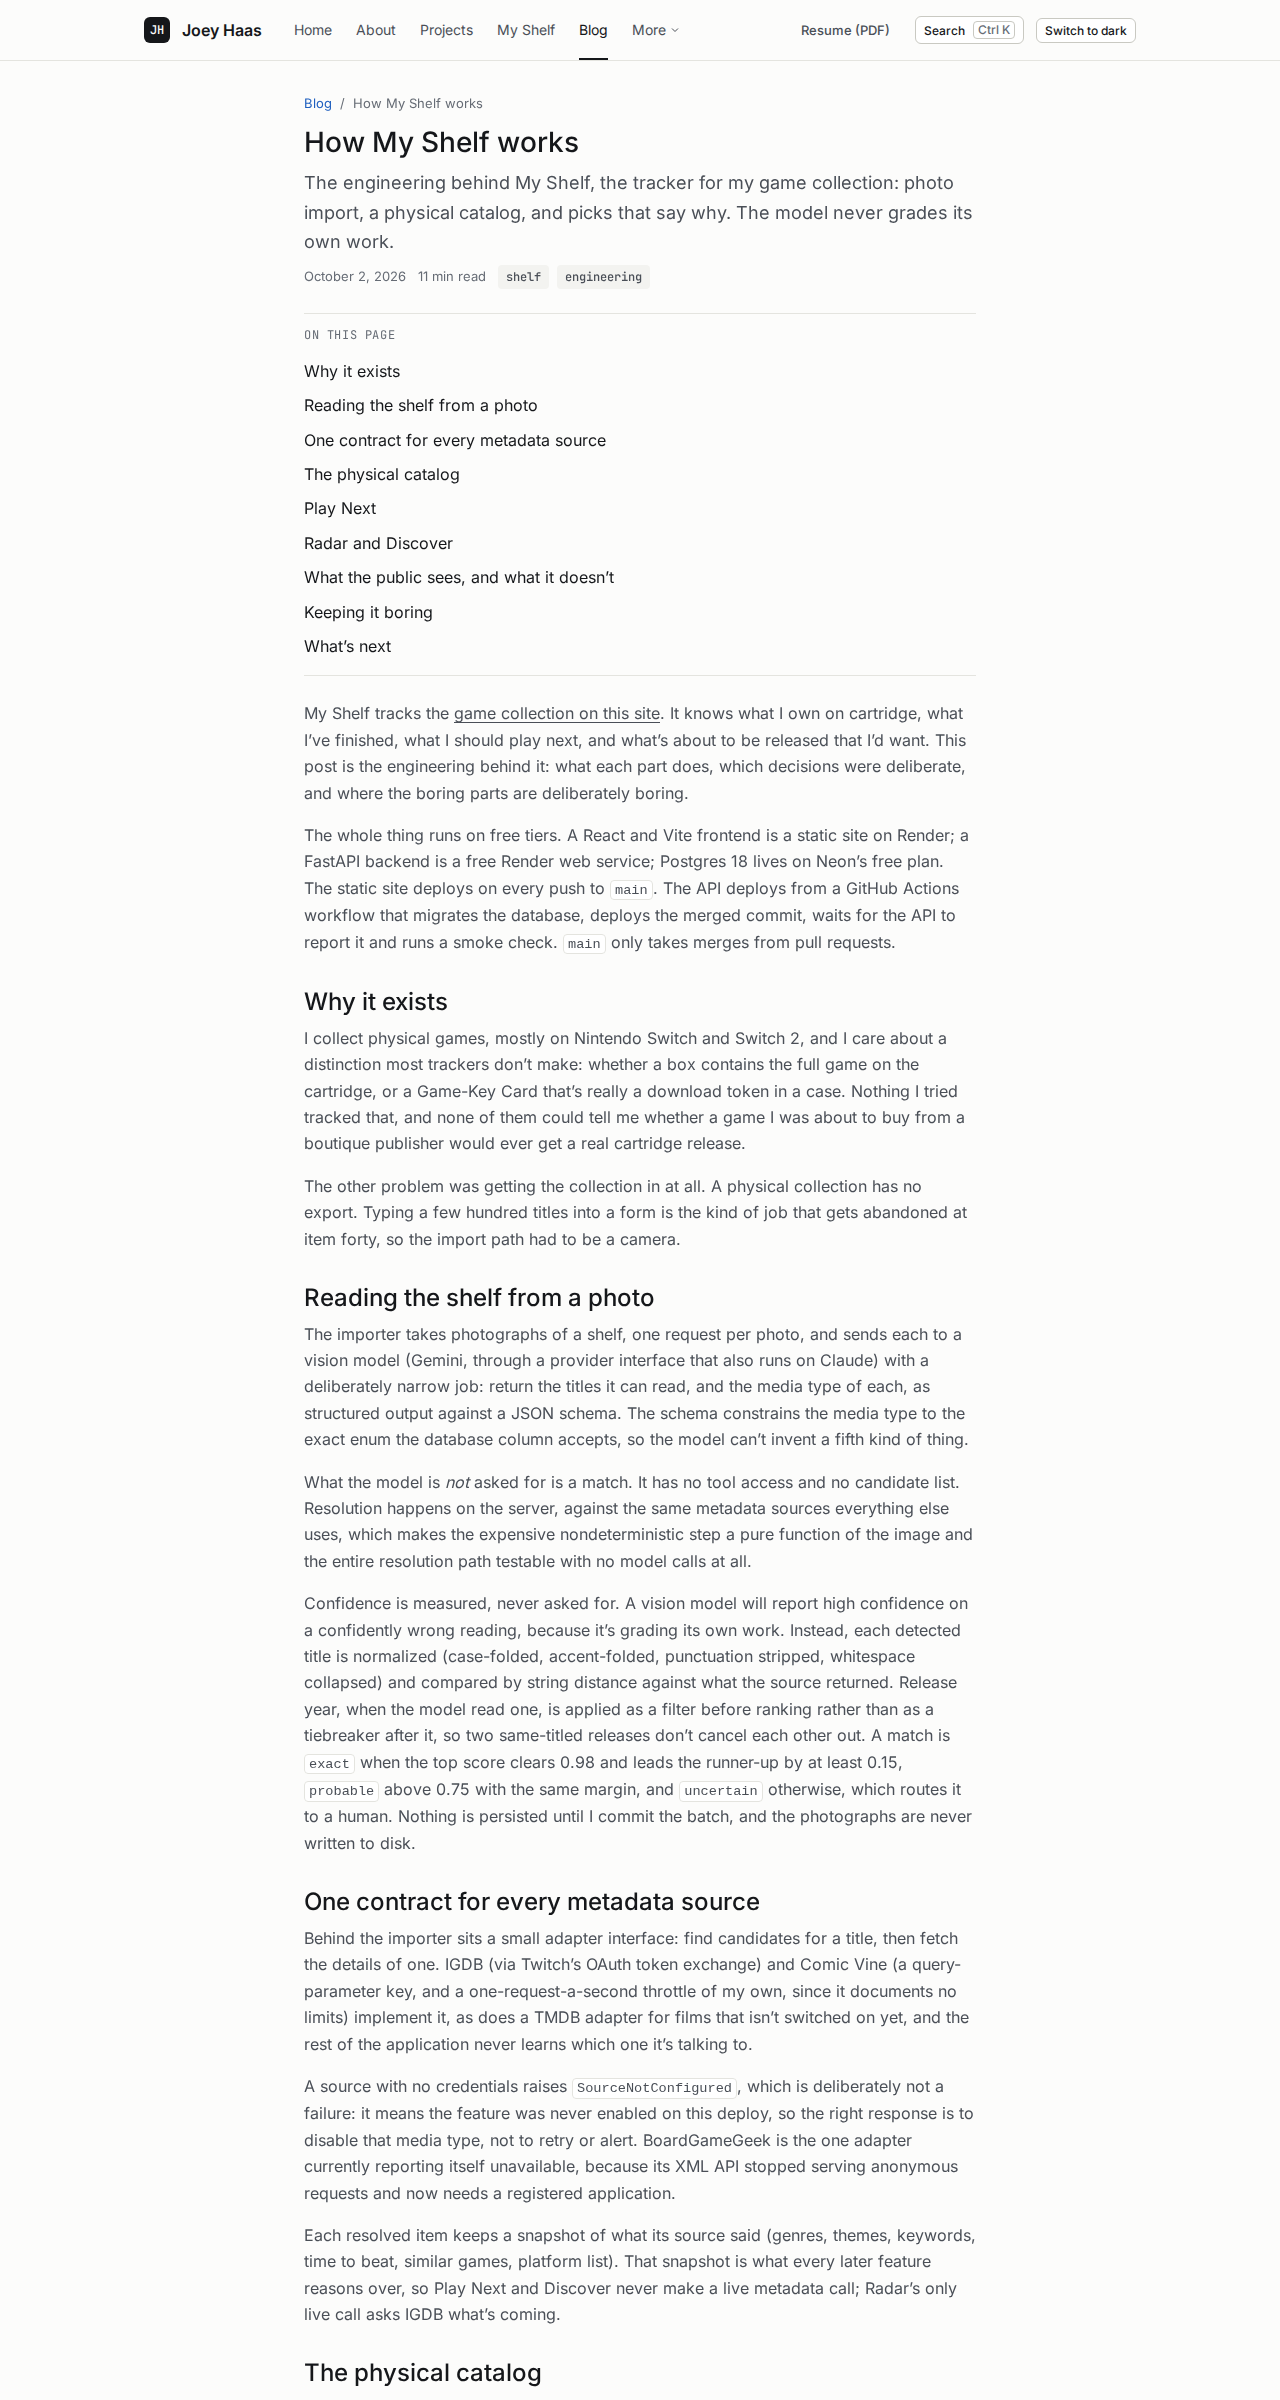 JH Joey Haas Home About Projects My Shelf Blog More Resume (PDF) Search Ctrl K Switch to dark
Blog / How My Shelf works
How My Shelf works
The engineering behind My Shelf, the tracker for my game collection: photo
import, a physical catalog, and picks that say why. The model never grades its
own work.
October 2, 2026 11 min read shelf engineering
ON THIS PAGE
Why it exists
Reading the shelf from a photo
One contract for every metadata source
The physical catalog
Play Next
Radar and Discover
What the public sees, and what it doesn’t
Keeping it boring
What’s next
My Shelf tracks the game collection on this site. It knows what I own on cartridge, what
I’ve finished, what I should play next, and what’s about to be released that I’d want. This
post is the engineering behind it: what each part does, which decisions were deliberate,
and where the boring parts are deliberately boring.
The whole thing runs on free tiers. A React and Vite frontend is a static site on Render; a
FastAPI backend is a free Render web service; Postgres 18 lives on Neon’s free plan.
The static site deploys on every push to main. The API deploys from a GitHub Actions
workflow that migrates the database, deploys the merged commit, waits for the API to
report it and runs a smoke check. main only takes merges from pull requests.
Why it exists
I collect physical games, mostly on Nintendo Switch and Switch 2, and I care about a
distinction most trackers don’t make: whether a box contains the full game on the
cartridge, or a Game-Key Card that’s really a download token in a case. Nothing I tried
tracked that, and none of them could tell me whether a game I was about to buy from a
boutique publisher would ever get a real cartridge release.
The other problem was getting the collection in at all. A physical collection has no
export. Typing a few hundred titles into a form is the kind of job that gets abandoned at
item forty, so the import path had to be a camera.
Reading the shelf from a photo
The importer takes photographs of a shelf, one request per photo, and sends each to a
vision model (Gemini, through a provider interface that also runs on Claude) with a
deliberately narrow job: return the titles it can read, and the media type of each, as
structured output against a JSON schema. The schema constrains the media type to the
exact enum the database column accepts, so the model can’t invent a fifth kind of thing.
What the model is not asked for is a match. It has no tool access and no candidate list.
Resolution happens on the server, against the same metadata sources everything else
uses, which makes the expensive nondeterministic step a pure function of the image and
the entire resolution path testable with no model calls at all.
Confidence is measured, never asked for. A vision model will report high confidence on
a confidently wrong reading, because it’s grading its own work. Instead, each detected
title is normalized (case-folded, accent-folded, punctuation stripped, whitespace
collapsed) and compared by string distance against what the source returned. Release
year, when the model read one, is applied as a filter before ranking rather than as a
tiebreaker after it, so two same-titled releases don’t cancel each other out. A match is
exact when the top score clears 0.98 and leads the runner-up by at least 0.15,
probable above 0.75 with the same margin, and uncertain otherwise, which routes it
to a human. Nothing is persisted until I commit the batch, and the photographs are never
written to disk.
One contract for every metadata source
Behind the importer sits a small adapter interface: find candidates for a title, then fetch
the details of one. IGDB (via Twitch’s OAuth token exchange) and Comic Vine (a query-
parameter key, and a one-request-a-second throttle of my own, since it documents no
limits) implement it, as does a TMDB adapter for films that isn’t switched on yet, and the
rest of the application never learns which one it’s talking to.
A source with no credentials raises SourceNotConfigured, which is deliberately not a
failure: it means the feature was never enabled on this deploy, so the right response is to
disable that media type, not to retry or alert. BoardGameGeek is the one adapter
currently reporting itself unavailable, because its XML API stopped serving anonymous
requests and now needs a registered application.
Each resolved item keeps a snapshot of what its source said (genres, themes, keywords,
time to beat, similar games, platform list). That snapshot is what every later feature
reasons over, so Play Next and Discover never make a live metadata call; Radar’s only
live call asks IGDB what’s coming.
The physical catalog